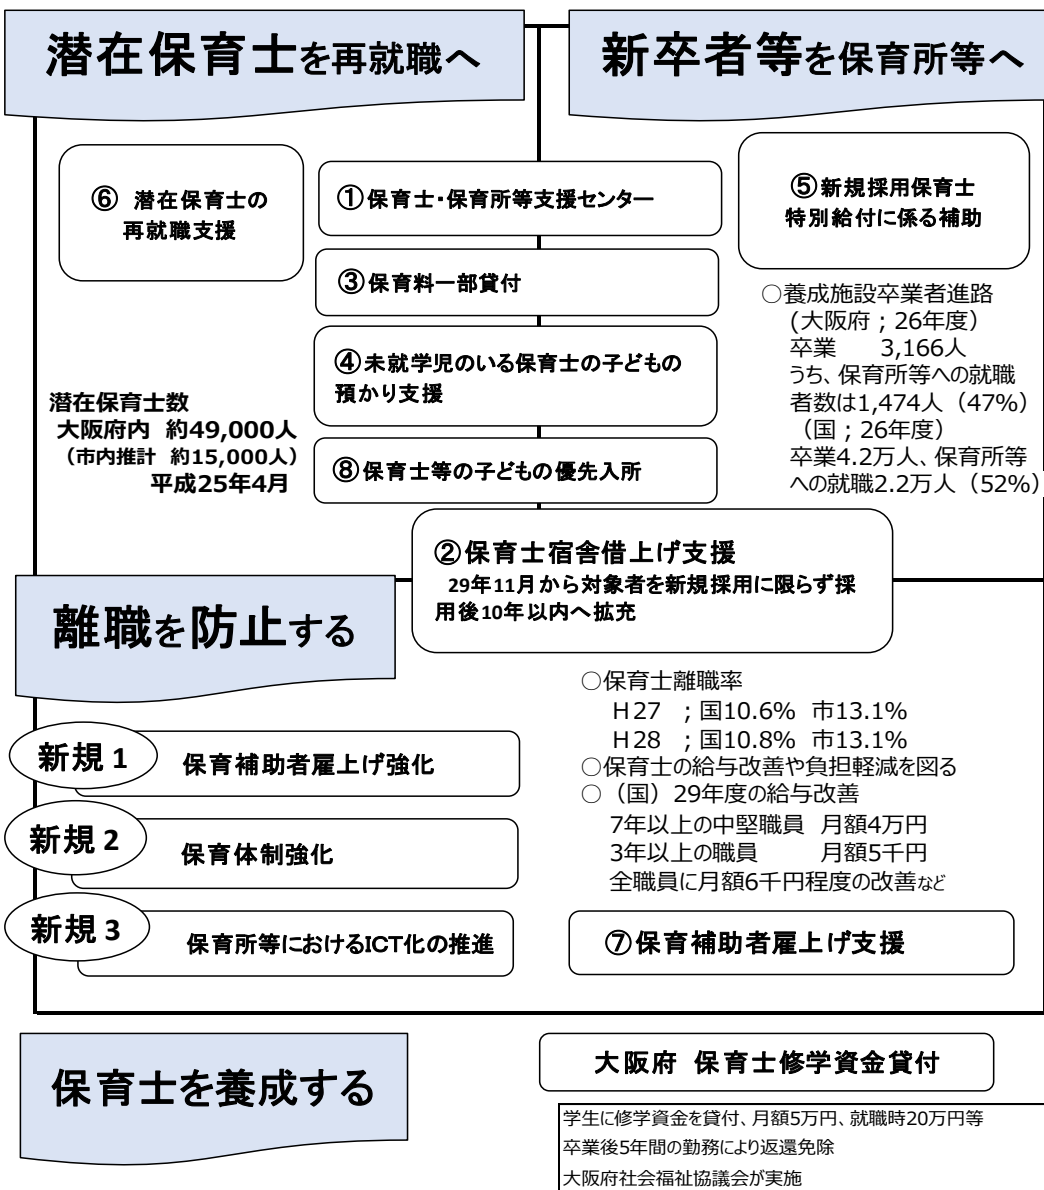 潜在保育士を再就職へ
新卒者等を保育所等へ
⑥ 潜在保育士の
再就職支援
①保育士・保育所等支援センター
③保育料一部貸付
④未就学児のいる保育士の子どもの
預かり支援
⑧保育士等の子どもの優先入所
潜在保育士数
大阪府内 約49,000人
（市内推計 約15,000人）
平成25年4月
⑤新規採用保育士
特別給付に係る補助
○養成施設卒業者進路
(大阪府；26年度）
卒業 3,166人
うち、保育所等への就職
者数は1,474人（47%）
（国；26年度）
卒業4.2万人、保育所等
への就職2.2万人（52%）
②保育士宿舎借上げ支援
29年11月から対象者を新規採用に限らず採
用後10年以内へ拡充
離職を防止する
新規1
保育補助者雇上げ強化
新規2
保育体制強化
新規3
保育所等におけるICT化の推進
○保育士離職率
H27 ；国10.6% 市13.1%
H28 ；国10.8% 市13.1%
○保育士の給与改善や負担軽減を図る
○（国）29年度の給与改善
7年以上の中堅職員 月額4万円
3年以上の職員 月額5千円
全職員に月額6千円程度の改善など
⑦保育補助者雇上げ支援
保育士を養成する
大阪府 保育士修学資金貸付
学生に修学資金を貸付、月額5万円、就職時20万円等
卒業後5年間の勤務により返還免除
大阪府社会福祉協議会が実施